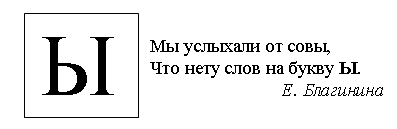 Ы
Мы услыхали от совы,
Что нету слов на букву Ы.
Е. Благинина